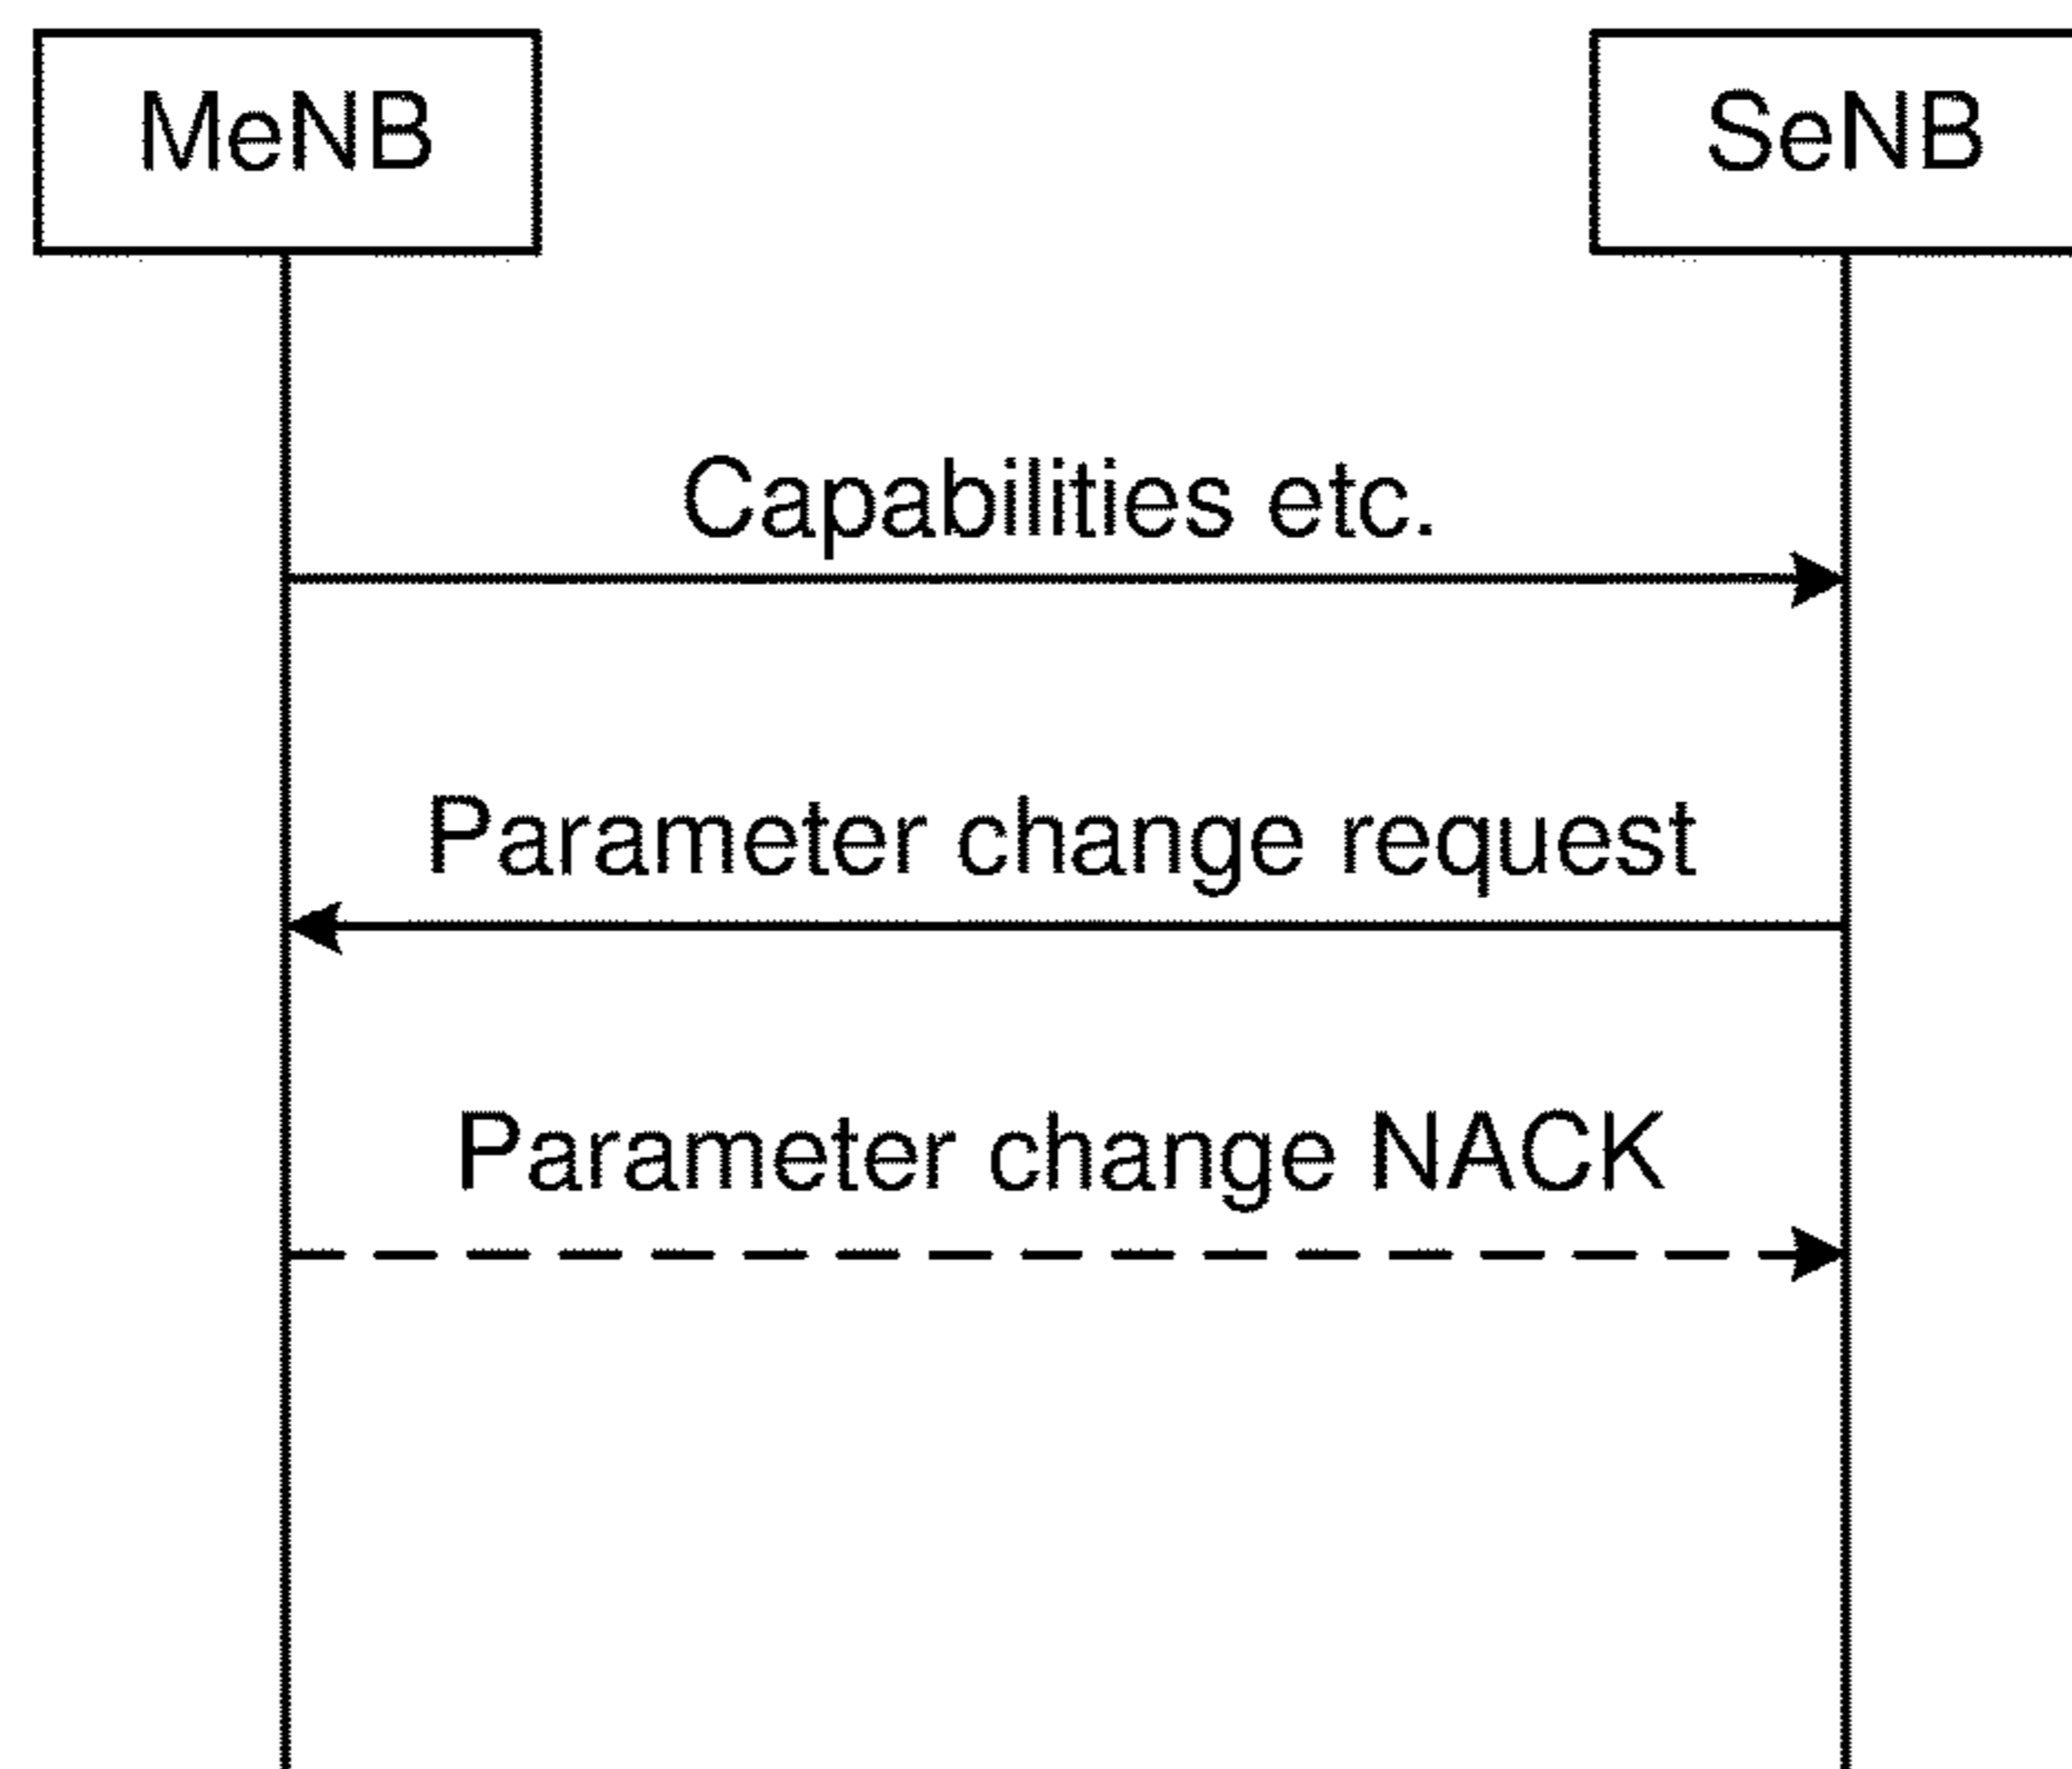 MeNB
SeNB
Capabilities etc.
Parameter change request
Parameter change NACK